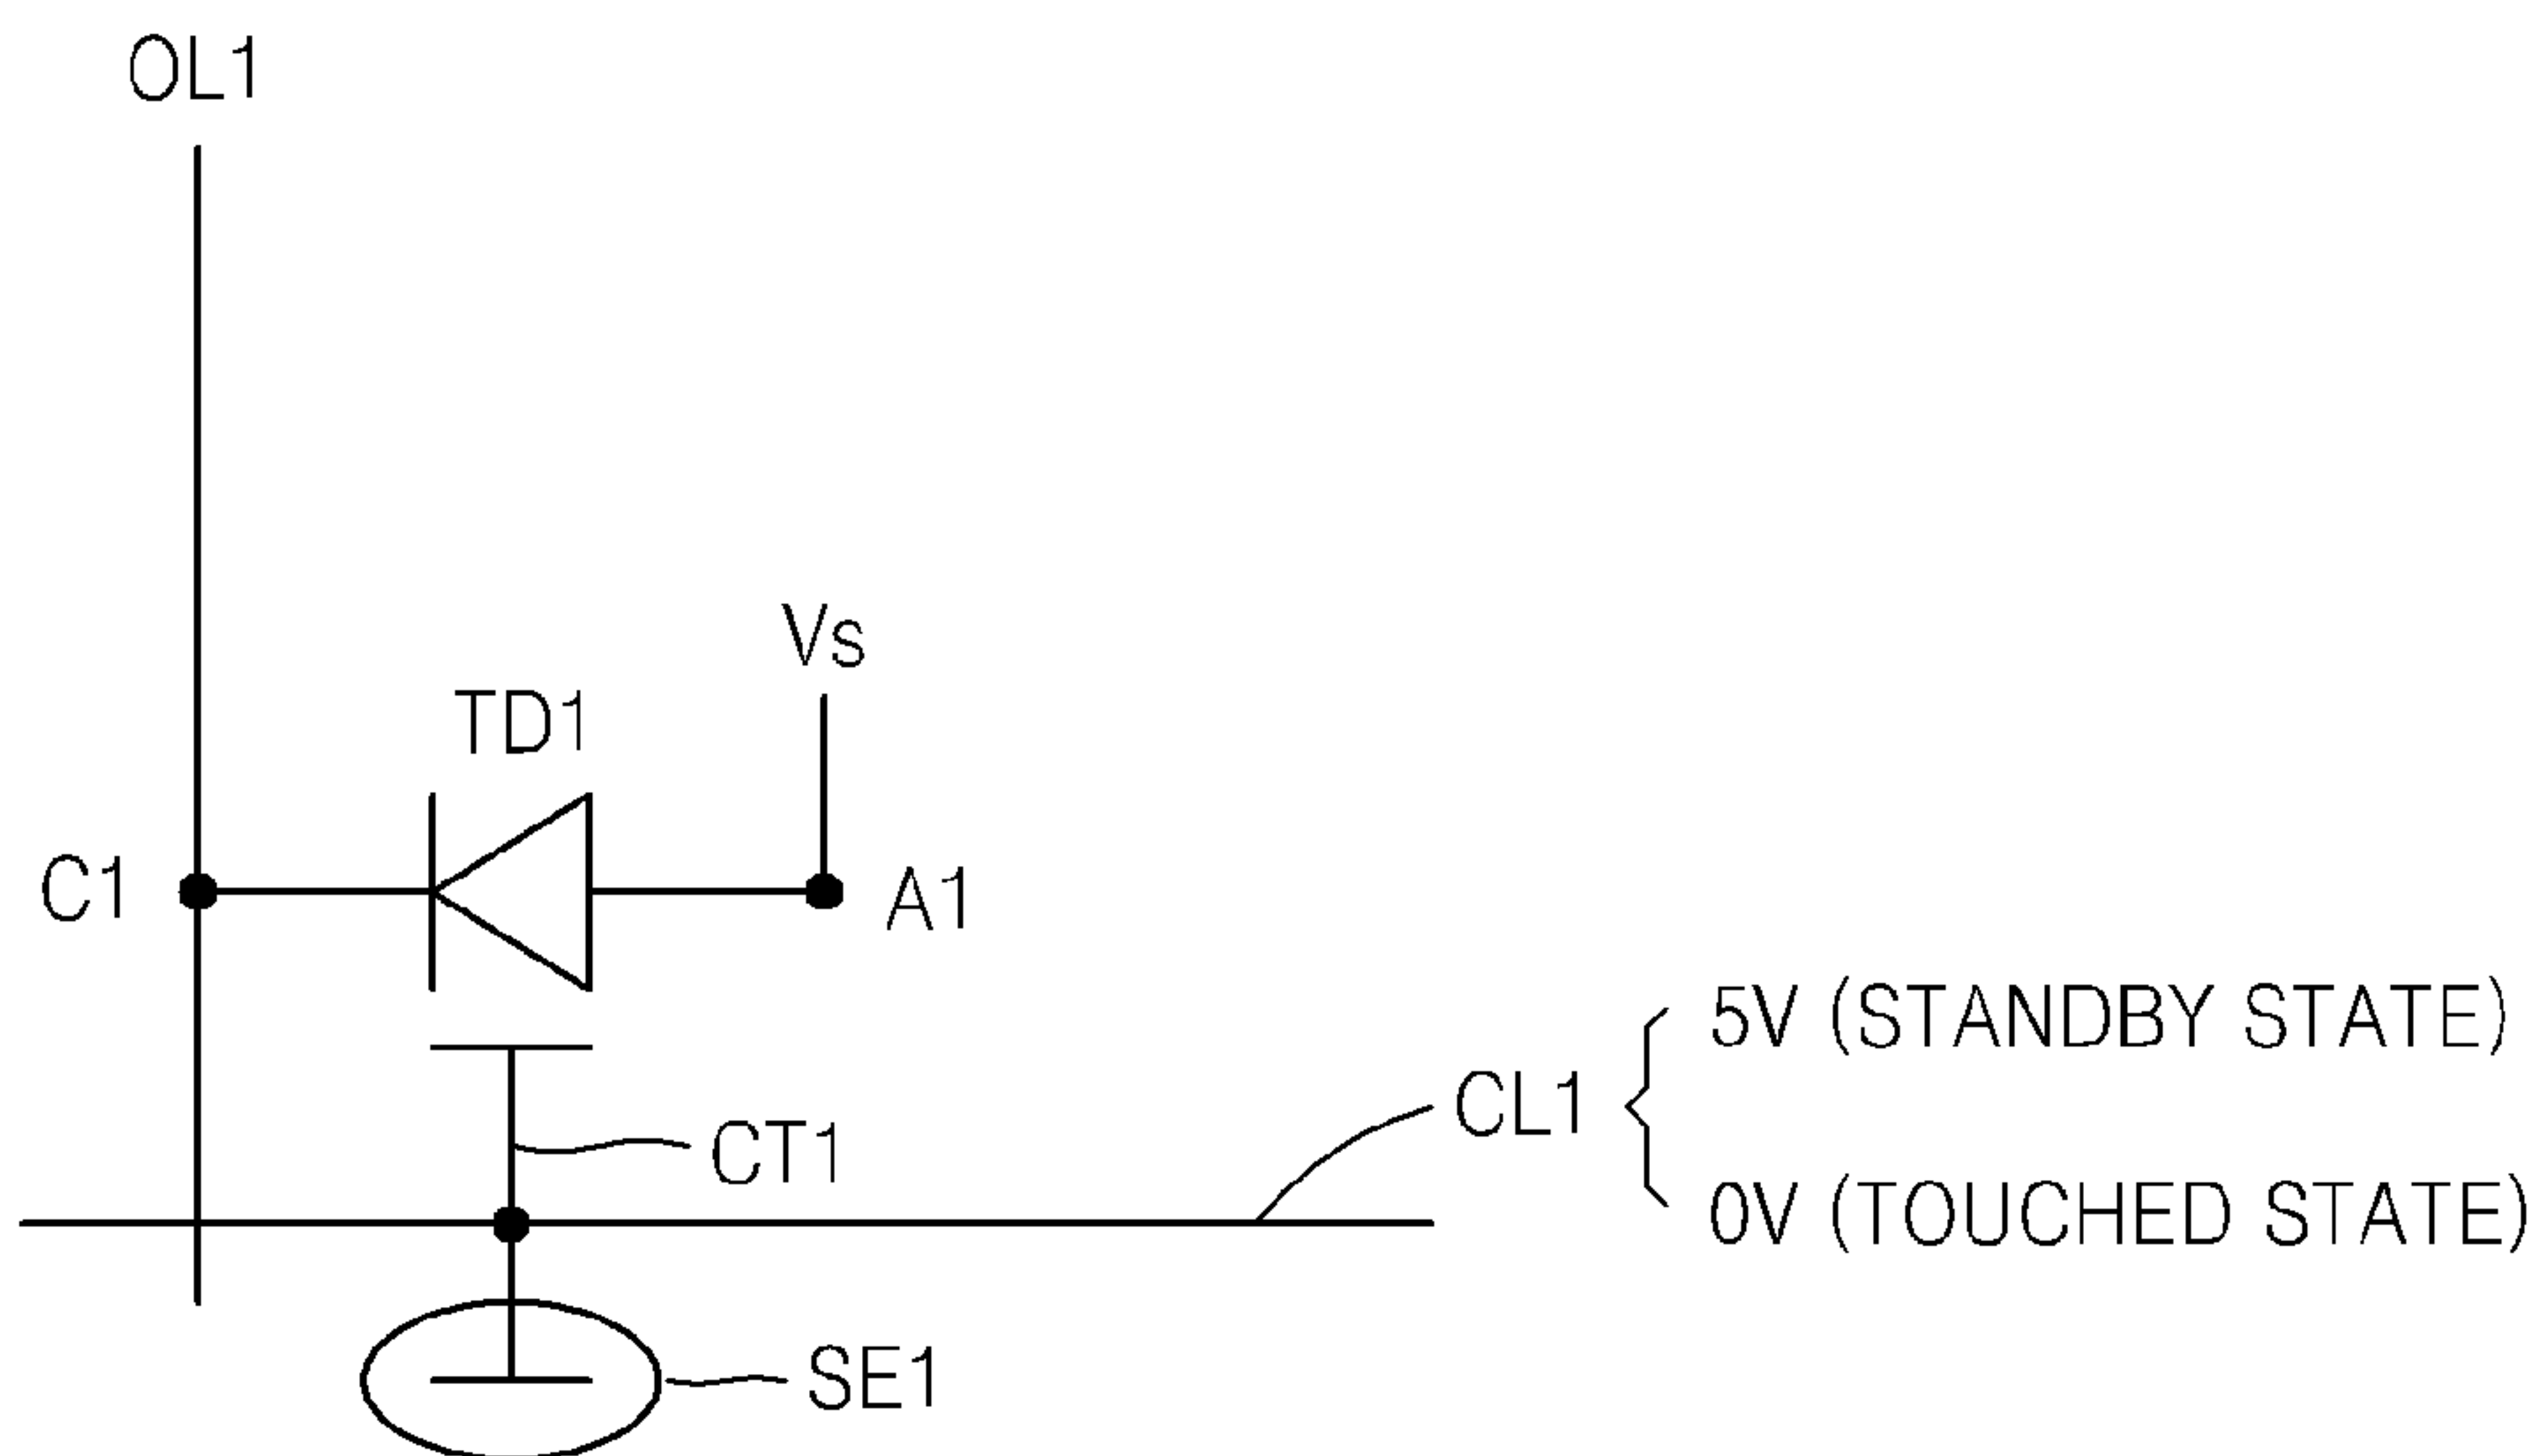 OL1
Vs
TD1
C1
A1
5V (STANDBY STATE)
CL1
CT1
0V (TOUCHED STATE)
SE1